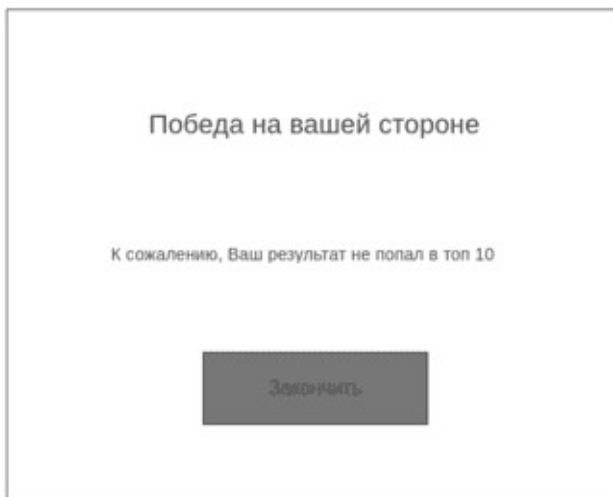 Победа на вашей стороне
К сожалению, Ваш результат не попал в топ 10
Закончить